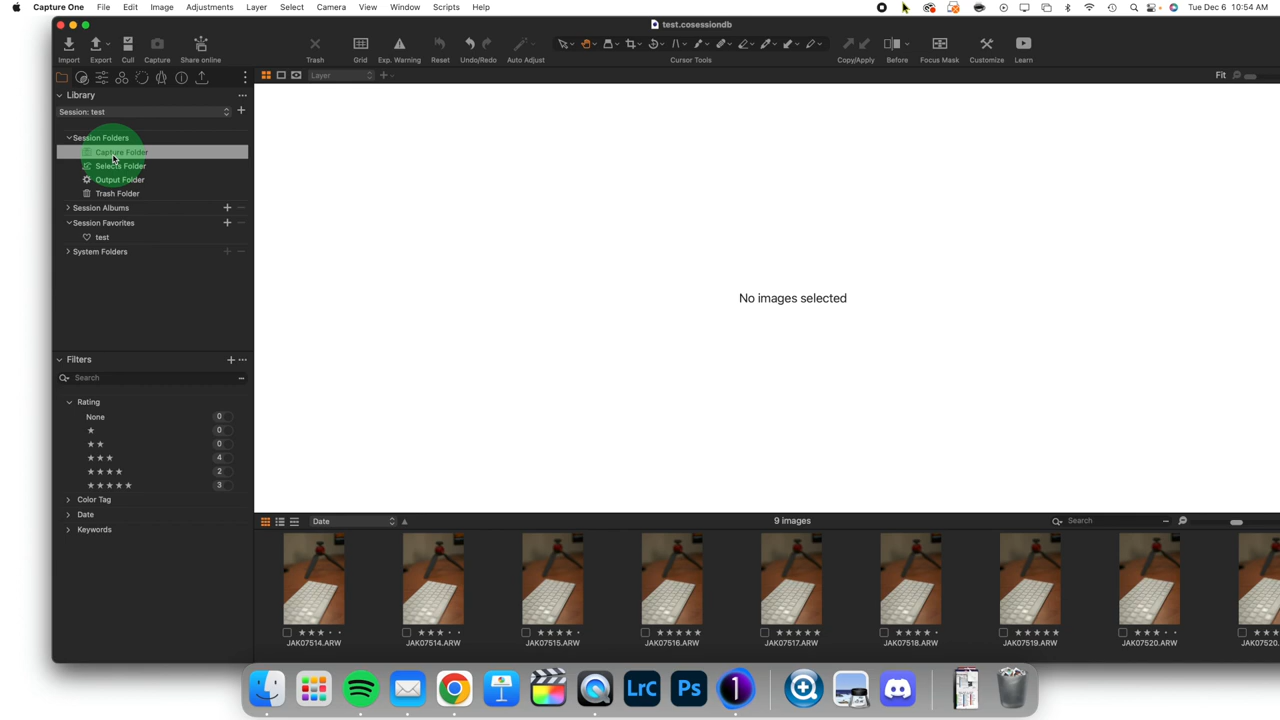 Capture One File Edit Image Adjustments Layer Select Camera View Window Scripts Help Tue Dec 6 10:54 AM
test.cosessiondb
Import Export Cull Capture Share online Trash Grid Exp. Warning Reset Undo/Redo Auto Adjust Cursor Tools Copy/Apply Before Focus Mask Customize Learn
Layer Fit
Library
Session: test
Session Folders
Capture Folder
Selects Folder
Output Folder
Trash Folder
Session Albums
Session Favorites
test
System Folders
No images selected
Filters
Search
Rating
None 0
0
0
4
2
3
Color Tag
Date
Keywords
Date 9 images Search
JAK07514.ARW JAK07514.ARW JAK07515.ARW JAK07516.ARW JAK07517.ARW JAK07518.ARW JAK07519.ARW JAK07520.ARW JAK07520.
LrC Ps 1